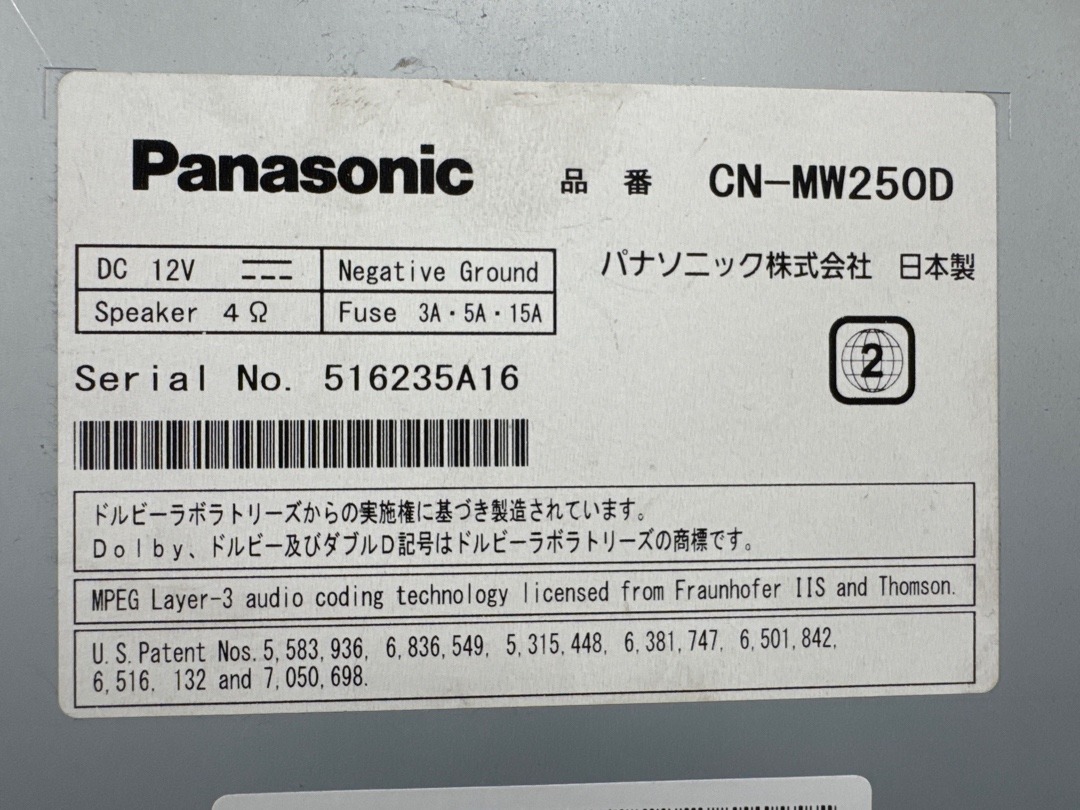 Panasonic 品 番 CN-MW250D
DC 12V Negative Ground
パナソニック株式会社 日本製
Speaker 4Ω Fuse 3A・5A・15A
2
Serial No. 516235A16
ドルビーラボラトリーズからの実施権に基づき製造されています。
Dolby、ドルビー及びダブルD記号はドルビーラボラトリーズの商標です。
MPEG Layer-3 audio coding technology licensed from Fraunhofer IIS and Thomson.
U.S.Patent Nos.5,583,936, 6,836,549, 5,315,448, 6,381,747, 6,501,842,
6,516, 132 and 7,050,698.